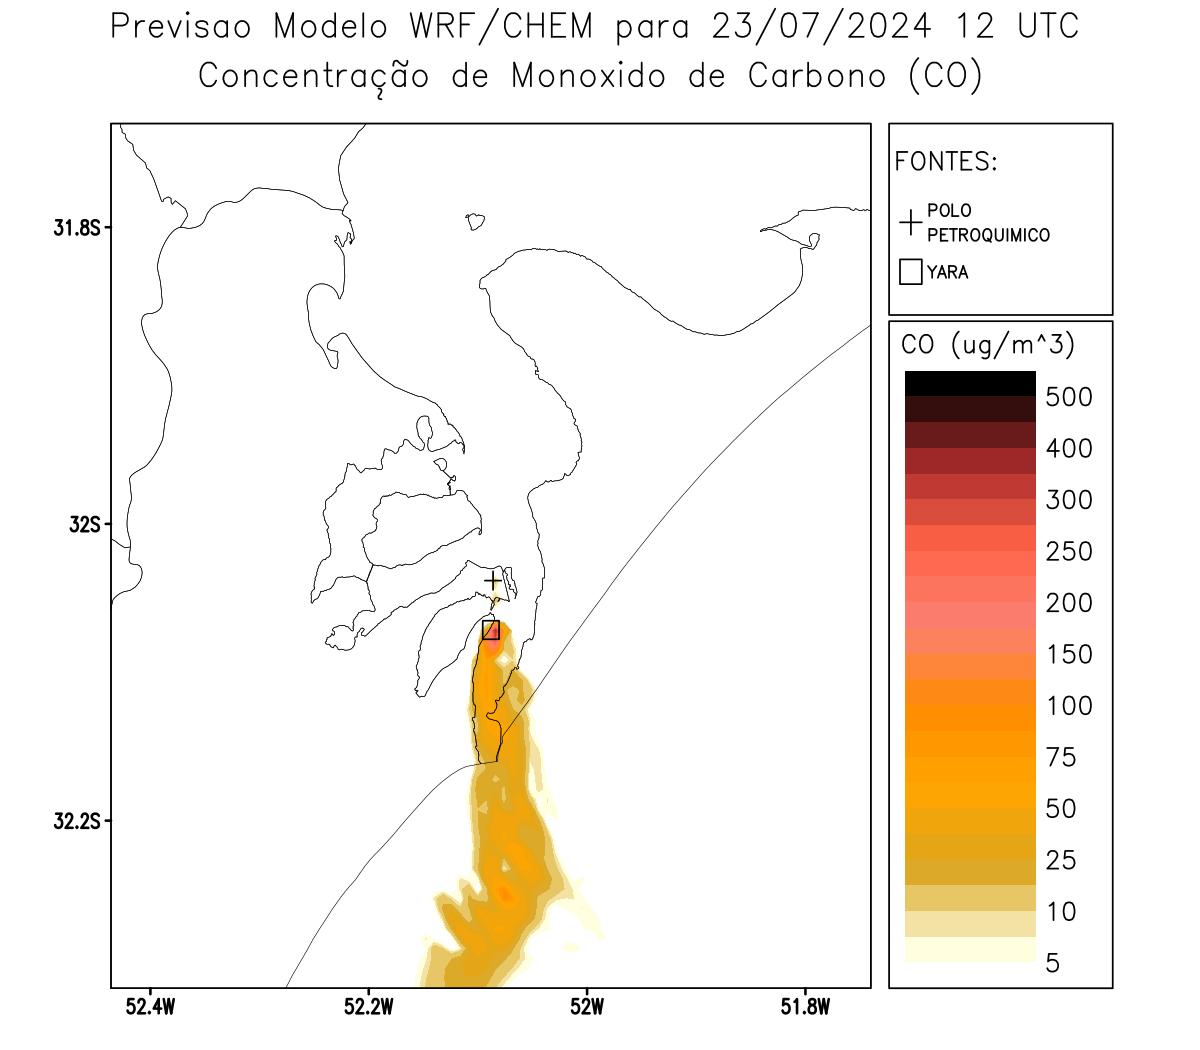 Previsao Modelo WRF/CHEM para 23/07/2024 12 UTC
Concentração de Monoxido de Carbono (CO)
FONTES:
POLO
PETROQUIMICO
YARA
CO (ug/m^3)
500
400
300
250
200
150
100
75
50
25
10
5
31.8S
32S
32.2S
52.4W
52.2W
52W
51.8W